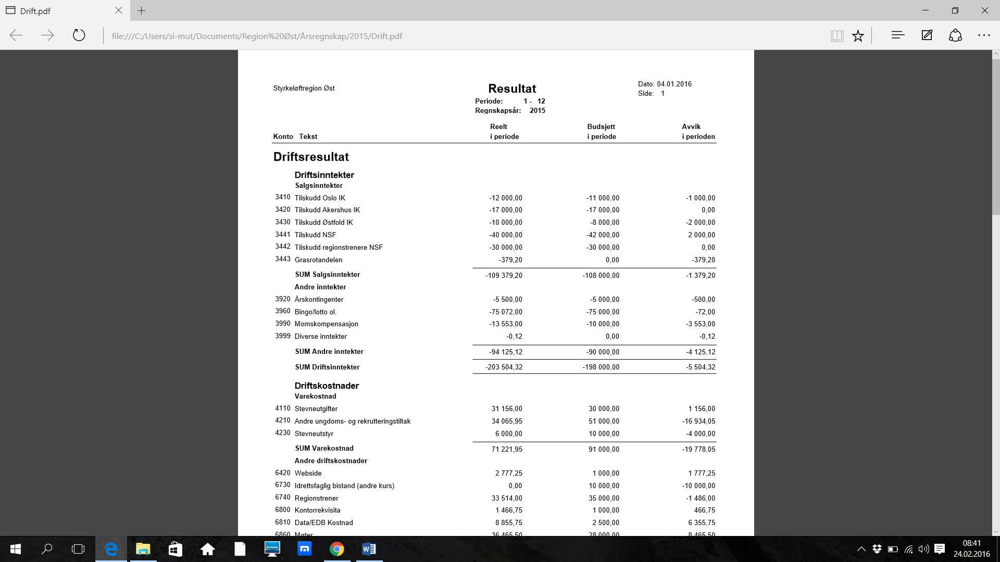 Drift.pdf
file:///C:/Users/si-mut/Documents/Region%20Øst/Årsregnskap/2015/Drift.pdf
Styrkeløftregion Øst Resultat Dato: 04.01.2016
Periode: 1 - 12 Side: 1
Regnskapsår: 2015
Reelt Budsjett Avvik
Konto Tekst i periode i periode i perioden
Driftsresultat
Driftsinntekter
Salgsinntekter
3410 Tilskudd Oslo IK -12 000,00 -11 000,00 -1 000,00
3420 Tilskudd Akershus IK -17 000,00 -17 000,00 0,00
3430 Tilskudd Østfold IK -10 000,00 -8 000,00 -2 000,00
3441 Tilskudd NSF -40 000,00 -42 000,00 2 000,00
3442 Tilskudd regionstrenere NSF -30 000,00 -30 000,00 0,00
3443 Grasrotandelen -379,20 0,00 -379,20
SUM Salgsinntekter -109 379,20 -108 000,00 -1 379,20
Andre inntekter
3920 Årskontingenter -5 500,00 -5 000,00 -500,00
3960 Bingo/lotto ol. -75 072,00 -75 000,00 -72,00
3990 Momskompensasjon -13 553,00 -10 000,00 -3 553,00
3999 Diverse inntekter -0,12 0,00 -0,12
SUM Andre inntekter -94 125,12 -90 000,00 -4 125,12
SUM Driftsinntekter -203 504,32 -198 000,00 -5 504,32
Driftskostnader
Varekostnad
4110 Stevneutgifter 31 156,00 30 000,00 1 156,00
4210 Andre ungdoms- og rekrutteringstiltak 34 065,95 51 000,00 -16 934,05
4230 Stevneutstyr 6 000,00 10 000,00 -4 000,00
SUM Varekostnad 71 221,95 91 000,00 -19 778,05
Andre driftskostnader
6420 Webside 2 777,25 1 000,00 1 777,25
6730 Idrettsfaglig bistand (andre kurs) 0,00 10 000,00 -10 000,00
6740 Regionstrener 33 514,00 35 000,00 -1 486,00
6800 Kontorrekvisita 1 466,75 1 000,00 466,75
6810 Data/EDB Kostnad 8 855,75 2 500,00 6 355,75
6860 Møter 36 465,50 28 000,00 8 465,50
08:41
24.02.2016